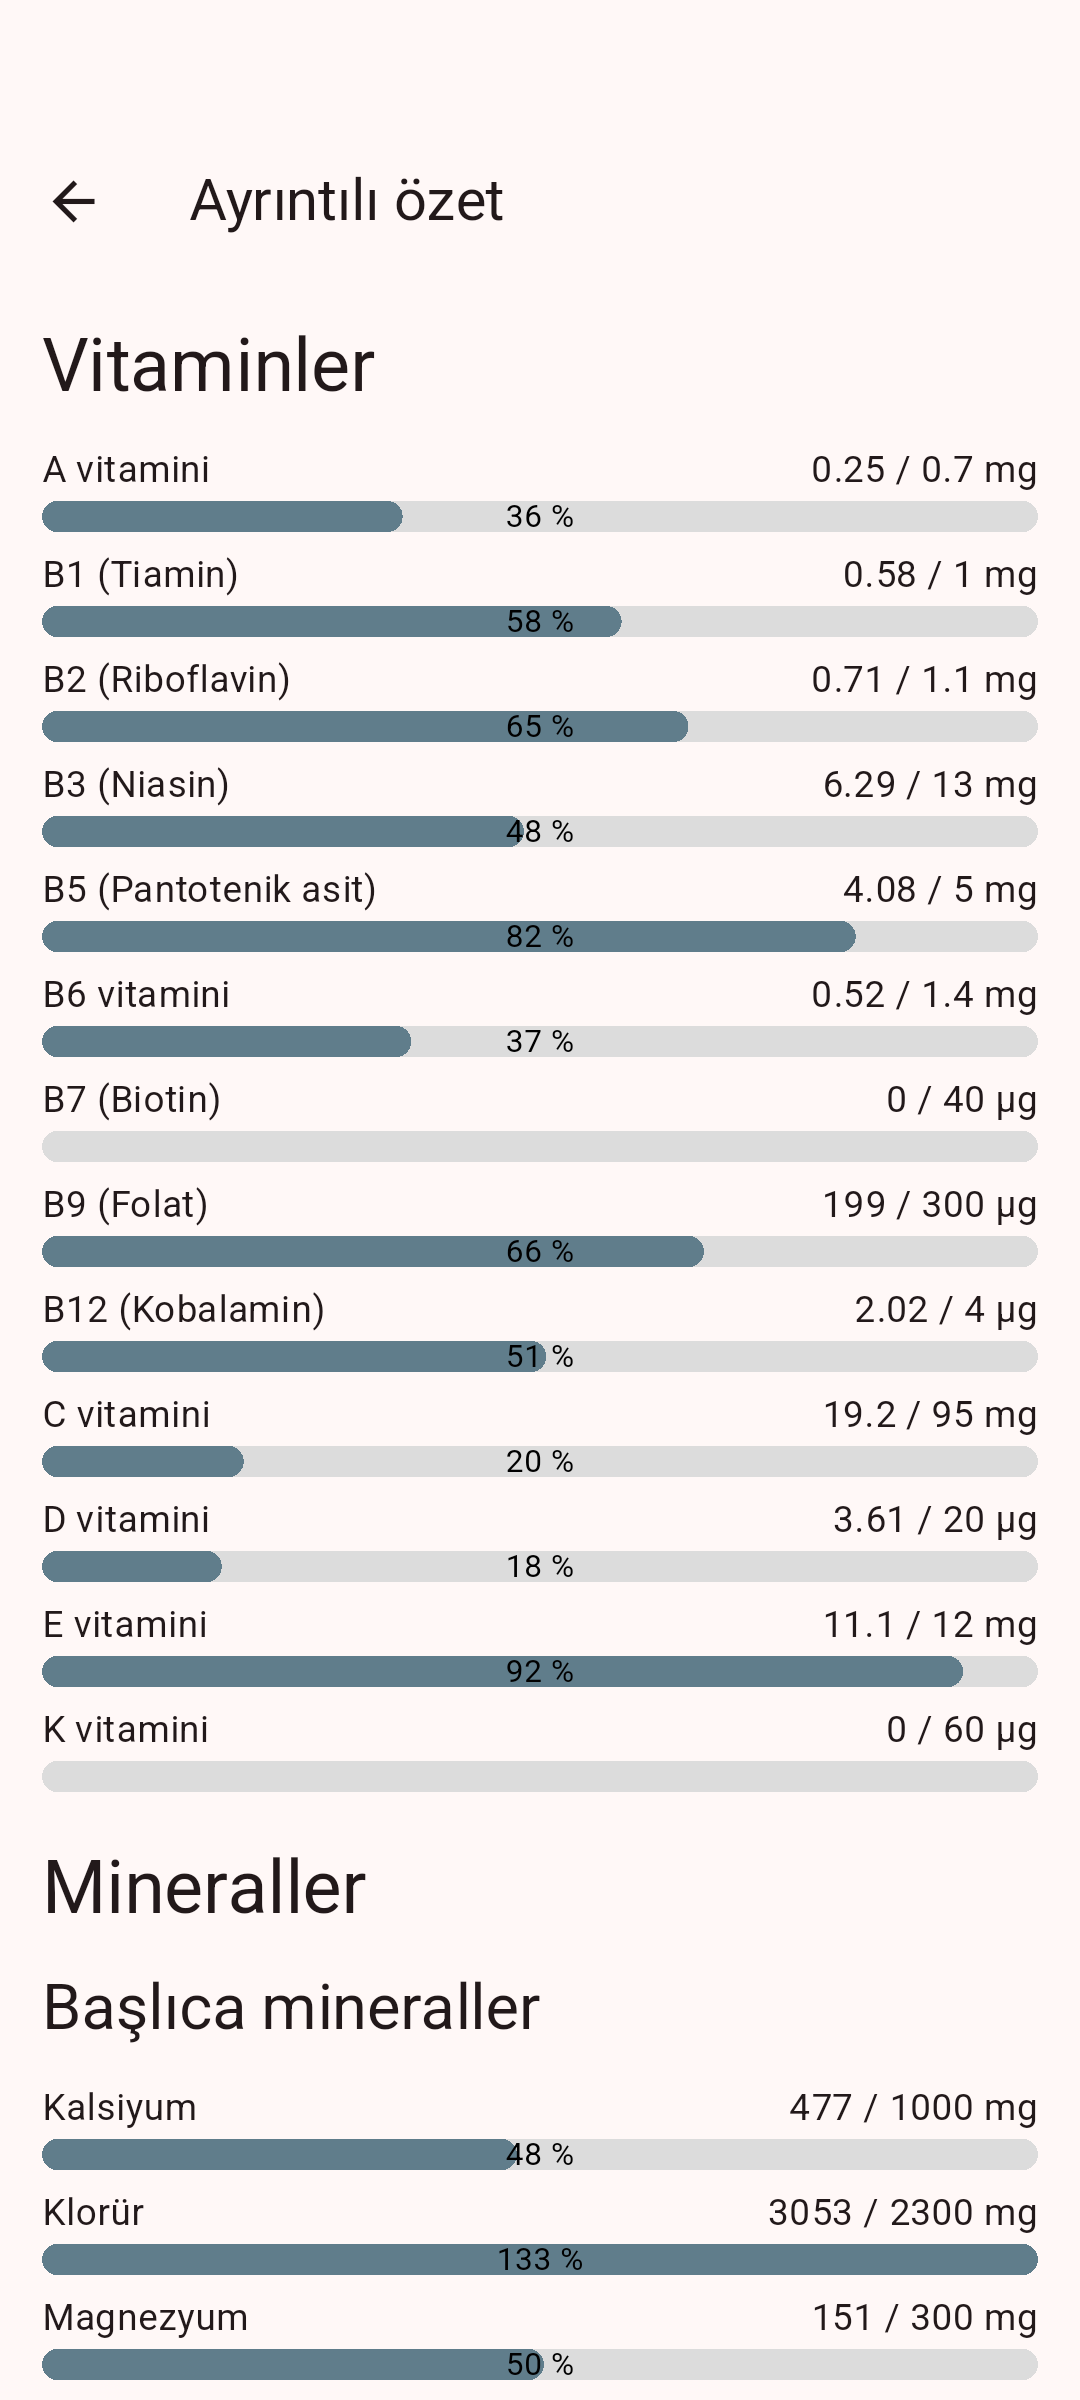 Ayrıntılı özet
Vitaminler
A vitamini 0.25 / 0.7 mg
36 %
B1 (Tiamin) 0.58 / 1 mg
58 %
B2 (Riboflavin) 0.71 / 1.1 mg
65 %
B3 (Niasin) 6.29 / 13 mg
48 %
B5 (Pantotenik asit) 4.08 / 5 mg
82 %
B6 vitamini 0.52 / 1.4 mg
37 %
B7 (Biotin) 0 / 40 µg
B9 (Folat) 199 / 300 µg
66 %
B12 (Kobalamin) 2.02 / 4 µg
51 %
C vitamini 19.2 / 95 mg
20 %
D vitamini 3.61 / 20 µg
18 %
E vitamini 11.1 / 12 mg
92 %
K vitamini 0 / 60 µg
Mineraller
Başlıca mineraller
Kalsiyum 477 / 1000 mg
48 %
Klorür 3053 / 2300 mg
133 %
Magnezyum 151 / 300 mg
50 %